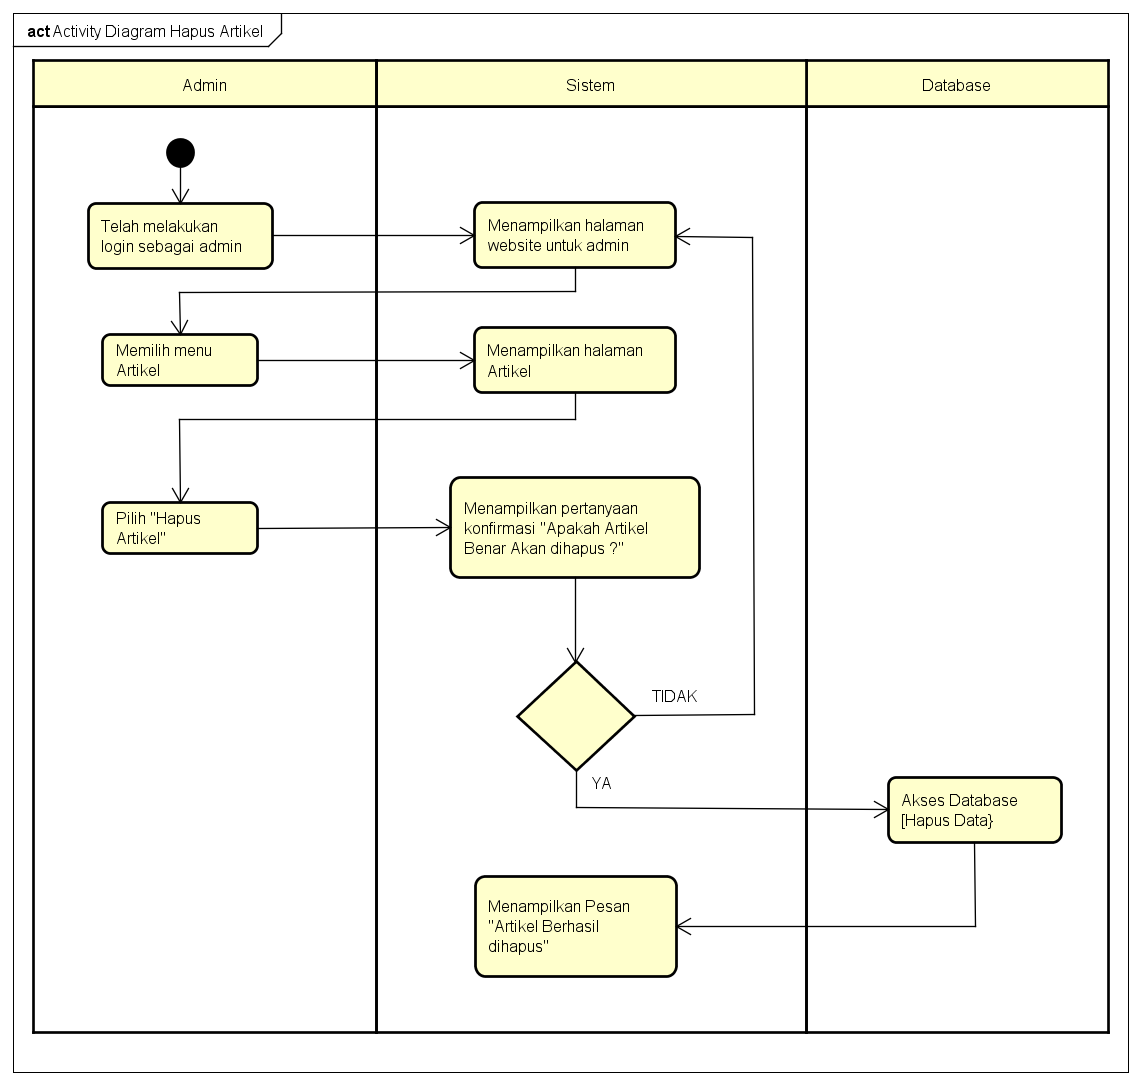 act Activity Diagram Hapus Artikel
Admin
Sistem
Database
Telah melakukan
login sebagai admin
Menampilkan halaman
website untuk admin
Memilih menu
Artikel
Menampilkan halaman
Artikel
Pilih "Hapus
Artikel"
Menampilkan pertanyaan
konfirmasi "Apakah Artikel
Benar Akan dihapus ?"
TIDAK
YA
Akses Database
[Hapus Data}
Menampilkan Pesan
"Artikel Berhasil
dihapus"